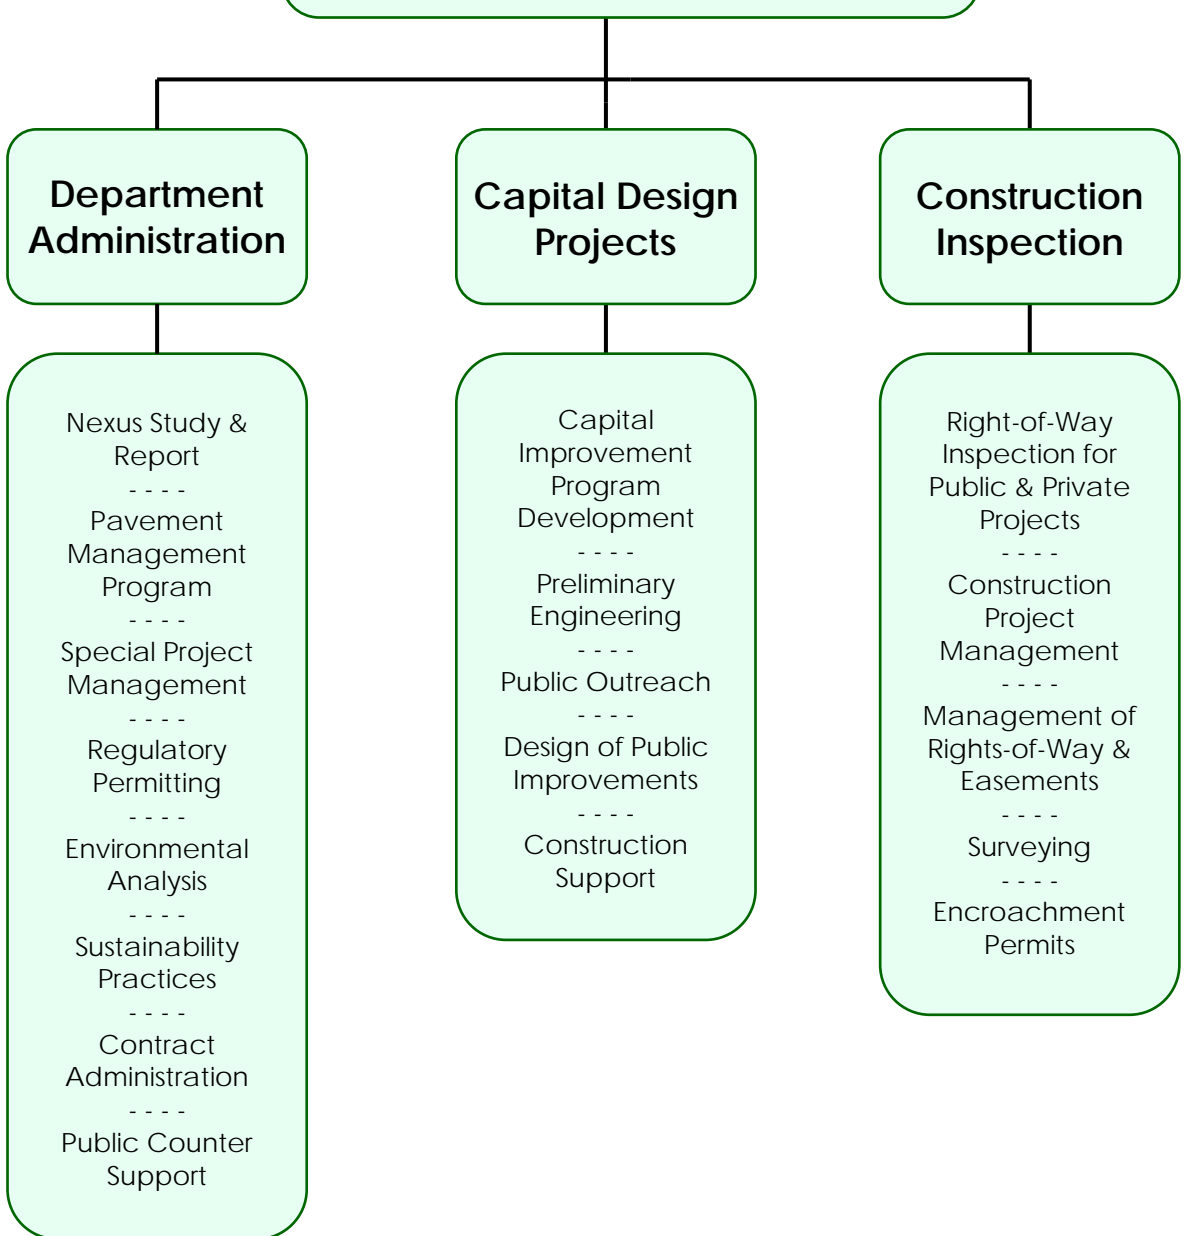 Department
Administration
Capital Design
Projects
Construction
Inspection
Nexus Study &
Report
- - - -
Pavement
Management
Program
- - - -
Special Project
Management
- - - -
Regulatory
Permitting
- - - -
Environmental
Analysis
- - - -
Sustainability
Practices
- - - -
Contract
Administration
- - - -
Public Counter
Support
Capital
Improvement
Program
Development
- - - -
Preliminary
Engineering
- - - -
Public Outreach
- - - -
Design of Public
Improvements
- - - -
Construction
Support
Right-of-Way
Inspection for
Public & Private
Projects
- - - -
Construction
Project
Management
- - - -
Management of
Rights-of-Way &
Easements
- - - -
Surveying
- - - -
Encroachment
Permits